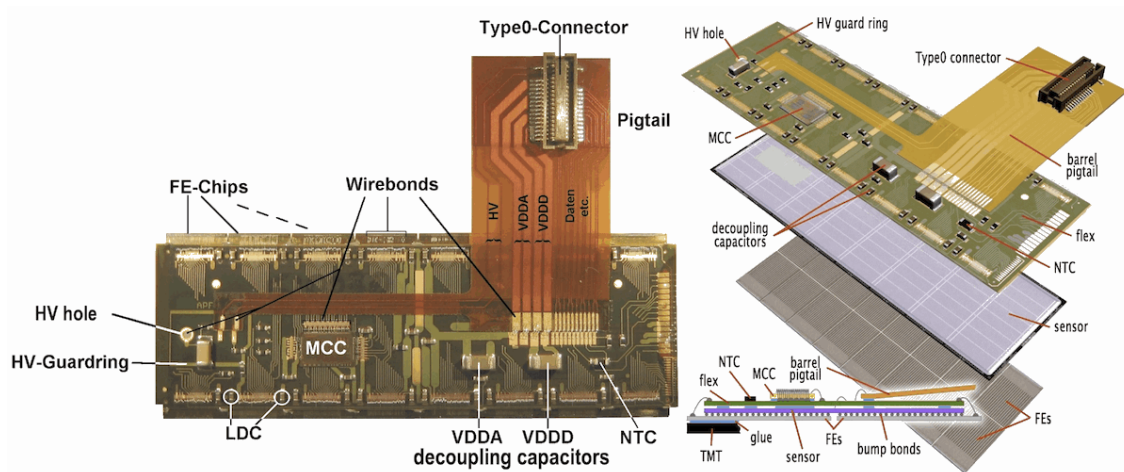 Type0-Connector
Pigtail
FE-Chips
Wirebonds
HV
VDDA
VDDD
Daten
etc.
HV hole
HV-Guardring
MCC
LDC
VDDA
VDDD
NTC
decoupling capacitors
HV hole
HV guard ring
Type0 connector
MCC
barrel
pigtail
decoupling
capacitors
flex
NTC
sensor
NTC
MCC
barrel
pigtail
flex
FEs
glue
TMT
sensor
FEs
bump bonds